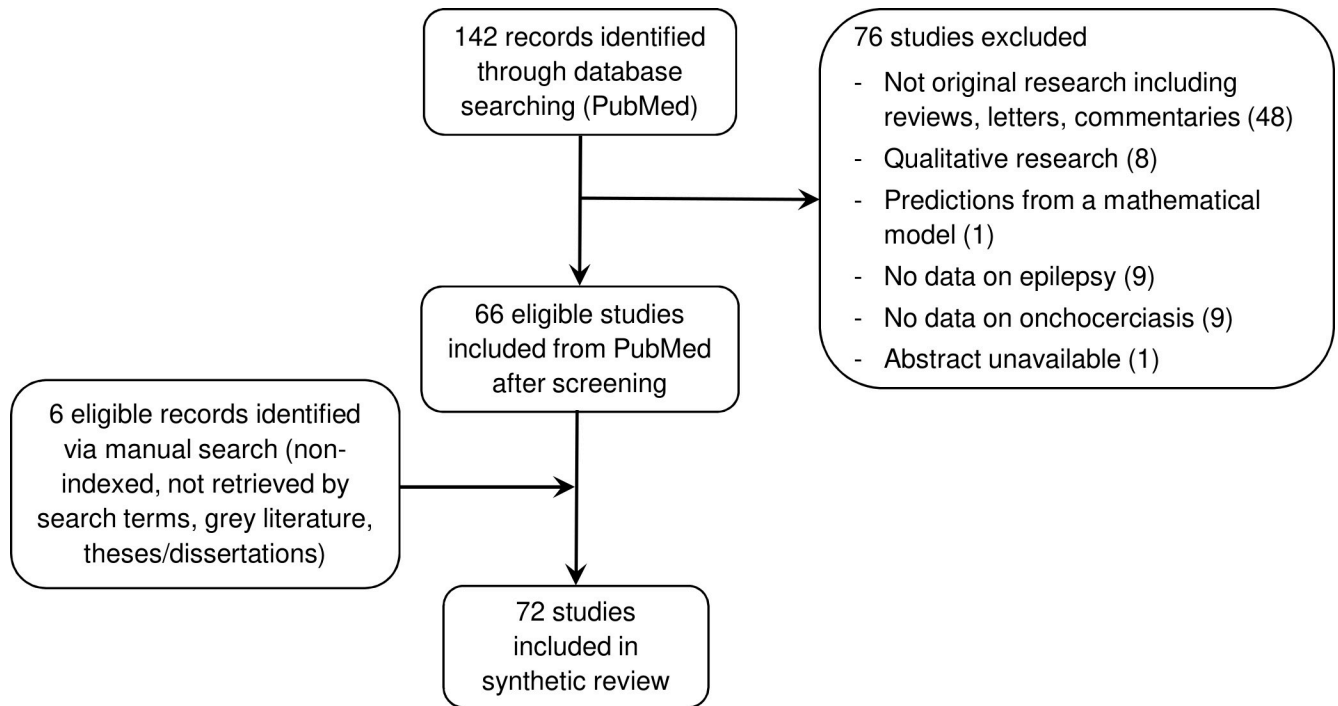 142 records identified
through database
searching (PubMed)
76 studies excluded
- Not original research including
reviews, letters, commentaries (48)
- Qualitative research (8)
- Predictions from a mathematical
model (1)
- No data on epilepsy (9)
- No data on onchocerciasis (9)
- Abstract unavailable (1)
66 eligible studies
included from PubMed
after screening
6 eligible records identified
via manual search (non-
indexed, not retrieved by
search terms, grey literature,
theses/dissertations)
72 studies
included in
synthetic review